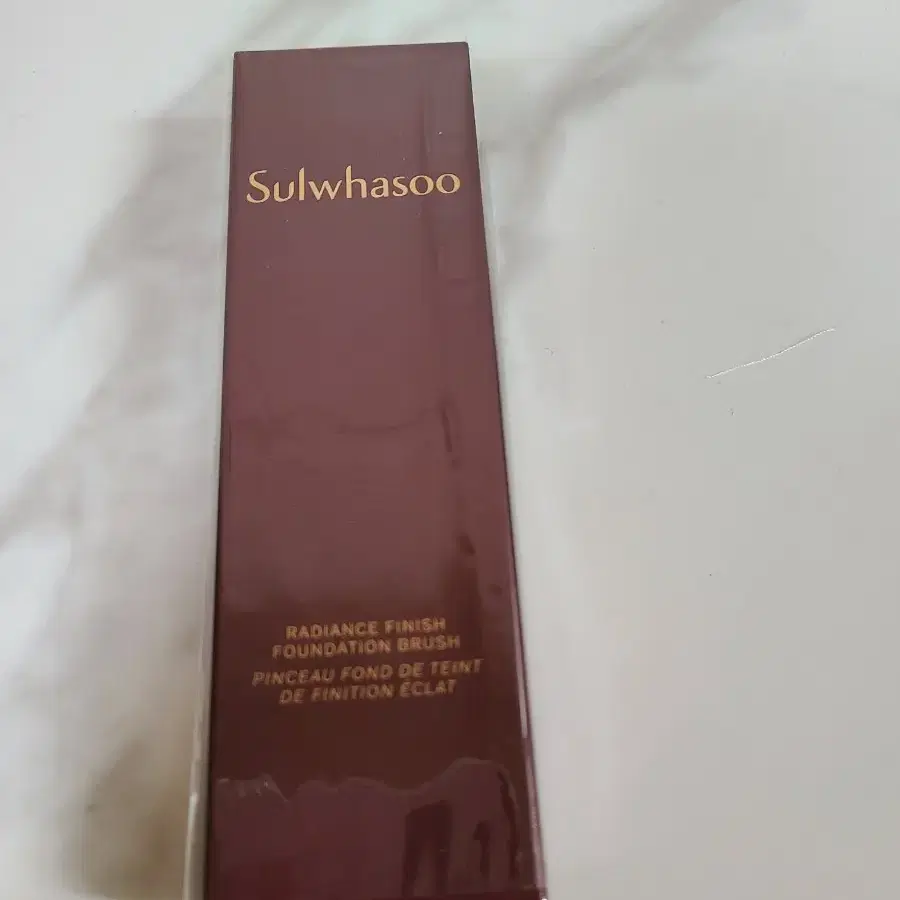 Sulwhasoo
RADIANCE FINISH
FOUNDATION BRUSH
PINCEAU FOND DE TEINT
DE FINITION ÉCLAT